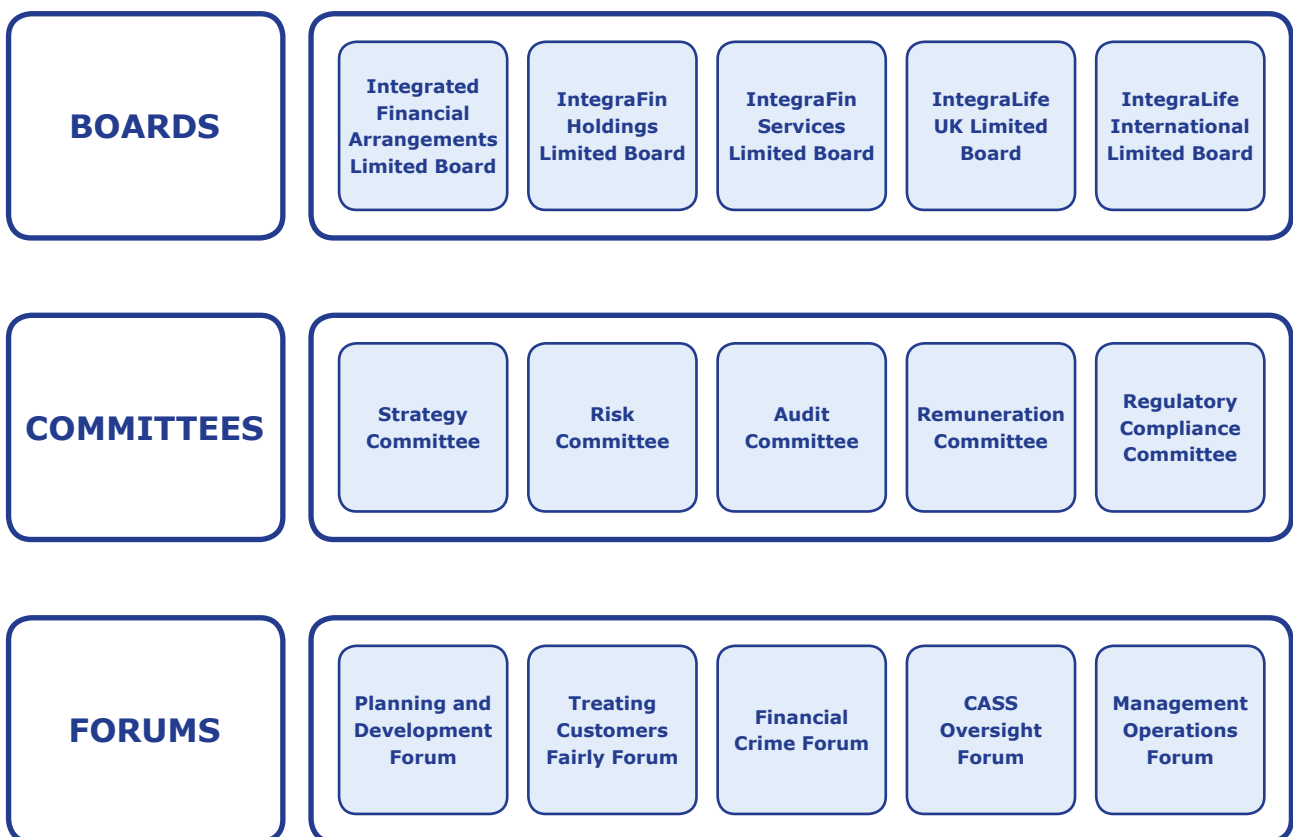 BOARDS
Integrated
Financial
Arrangements
Limited Board
IntegraFin
Holdings
Limited Board
IntegraFin
Services
Limited Board
IntegraLife
UK Limited
Board
IntegraLife
International
Limited Board
COMMITTEES
Strategy
Committee
Risk
Committee
Audit
Committee
Remuneration
Committee
Regulatory
Compliance
Committee
FORUMS
Planning and
Development
Forum
Treating
Customers
Fairly Forum
Financial
Crime Forum
CASS
Oversight
Forum
Management
Operations
Forum